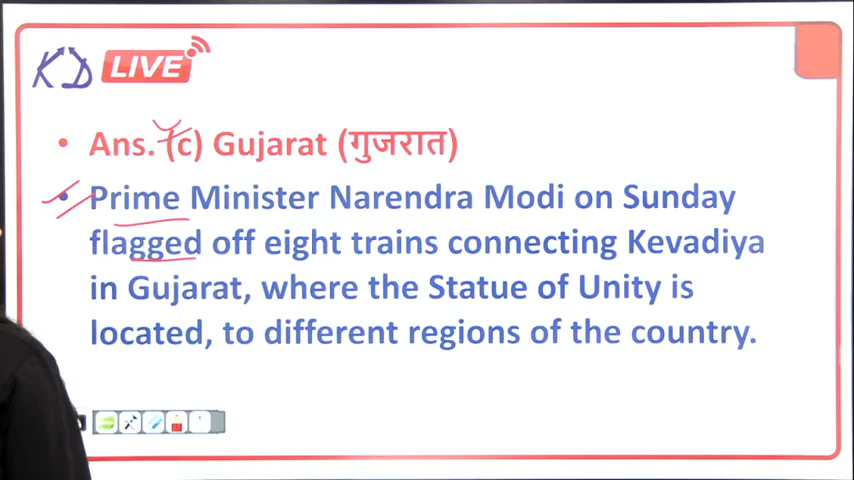 KD LIVE
• Ans. (c) Gujarat (गुजरात)
• Prime Minister Narendra Modi on Sunday
flagged off eight trains connecting Kevadiya
in Gujarat, where the Statue of Unity is
located, to different regions of the country.